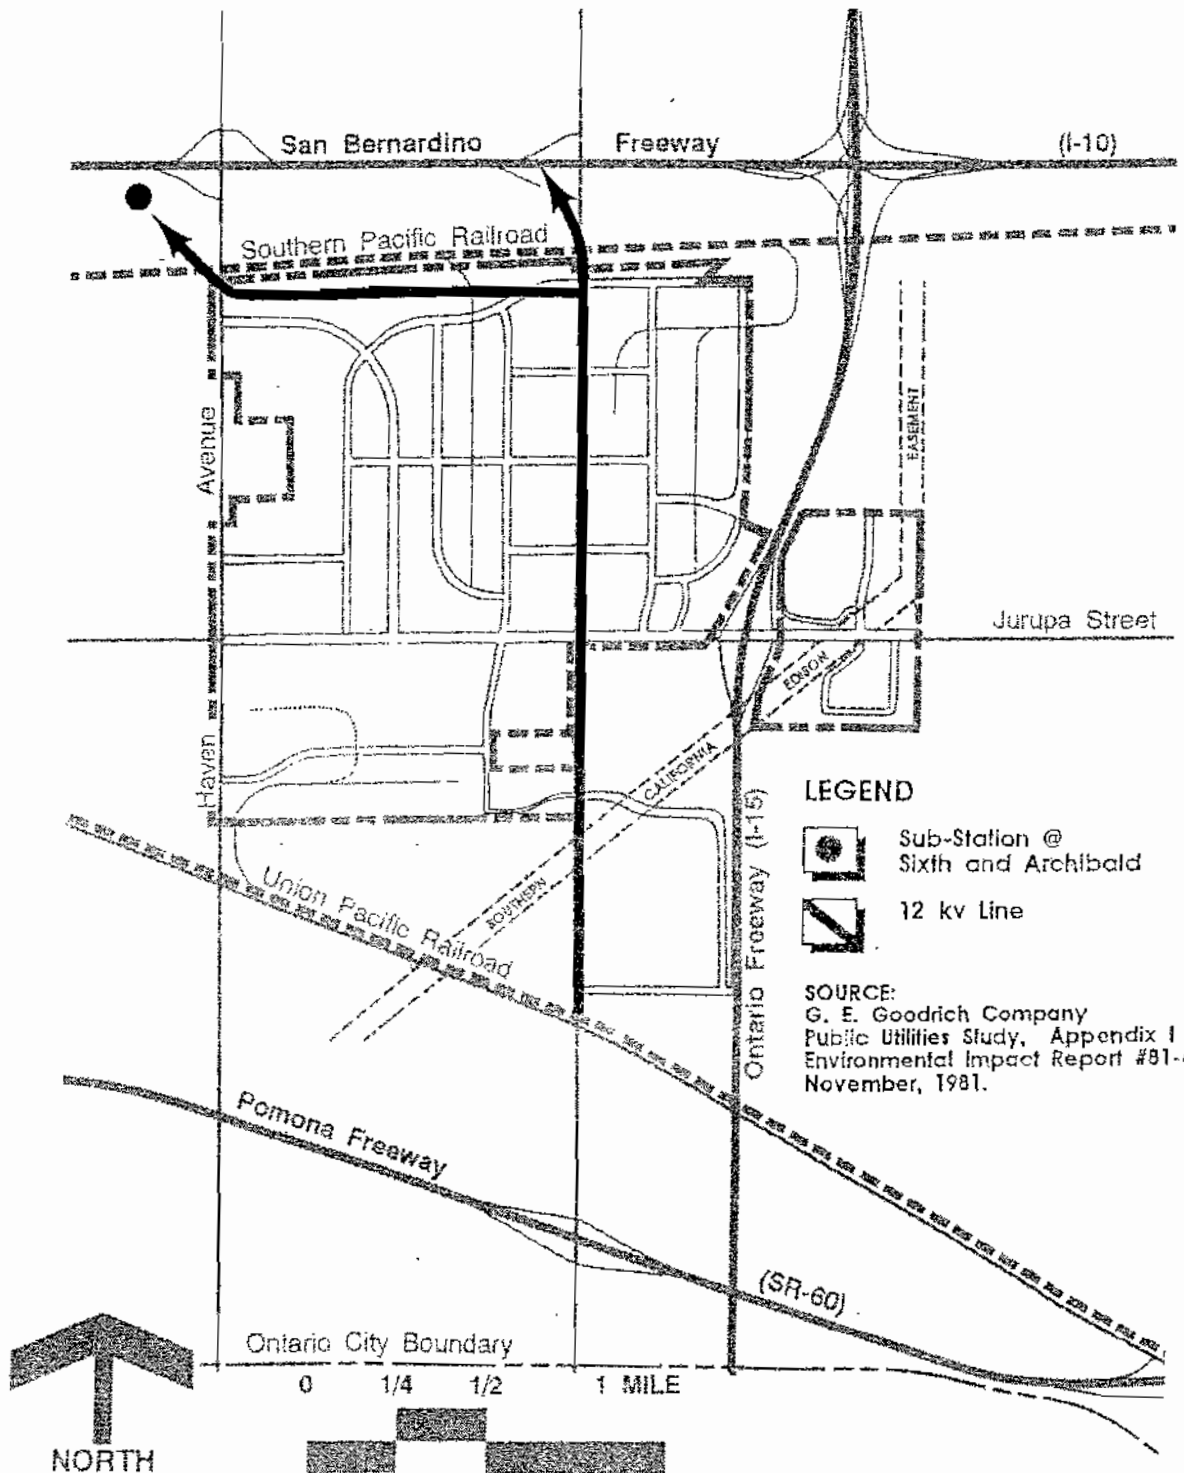 San Bernardino Freeway (I-10)
Southern Pacific Railroad
Avenue
EASEMENT
Jurupa Street
EDISON
CALIFORNIA
Haven
LEGEND
Sub-Station @
Sixth and Archibald
12 kv Line
Union Pacific Railroad
SOUTHERN
Ontario Freeway (I-15)
SOURCE:
G. E. Goodrich Company
Public Utilities Study, Appendix I
Environmental Impact Report #81-
November, 1981.
Pomona Freeway
(SR-60)
Ontario City Boundary
0 1/4 1/2 1 MILE
NORTH